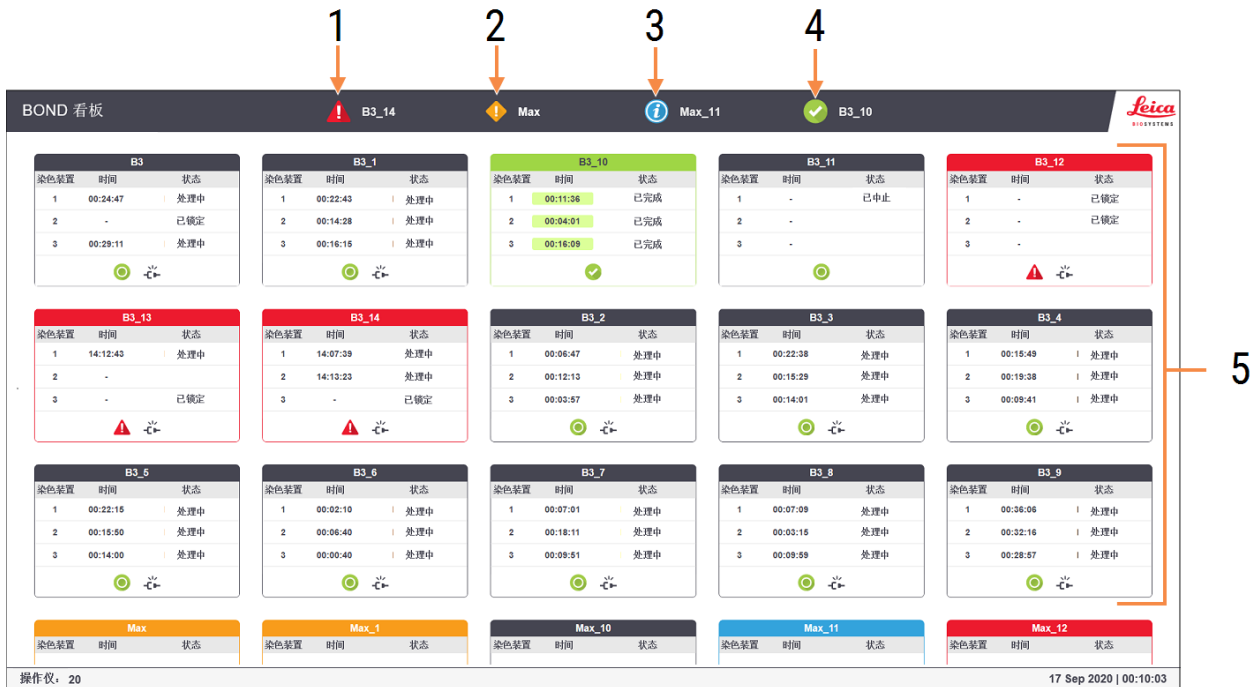 1 2 3 4
BOND 看板 B3_14 Max Max_11 B3_10 Leica
BIOSYSTEMS
B3 B3_1 B3_10 B3_11 B3_12
染色装置 时间 状态 染色装置 时间 状态 染色装置 时间 状态 染色装置 时间 状态 染色装置 时间 状态
1 00:24:47 处理中 1 00:22:43 处理中 1 00:11:36 已完成 1 - 已中止 1 - 已锁定
2 - 已锁定 2 00:14:28 处理中 2 00:04:01 已完成 2 - 2 - 已锁定
3 00:29:11 处理中 3 00:16:15 处理中 3 00:16:09 已完成 3 - 3 -
B3_13 B3_14 B3_2 B3_3 B3_4
染色装置 时间 状态 染色装置 时间 状态 染色装置 时间 状态 染色装置 时间 状态 染色装置 时间 状态
1 14:12:43 处理中 1 14:07:39 处理中 1 00:06:47 处理中 1 00:22:38 处理中 1 00:15:49 处理中
5
2 - 2 14:13:23 处理中 2 00:12:13 处理中 2 00:15:29 处理中 2 00:19:38 处理中
3 - 已锁定 3 - 已锁定 3 00:03:57 处理中 3 00:14:01 处理中 3 00:09:41 处理中
B3_5 B3_6 B3_7 B3_8 B3_9
染色装置 时间 状态 染色装置 时间 状态 染色装置 时间 状态 染色装置 时间 状态 染色装置 时间 状态
1 00:22:15 处理中 1 00:02:10 处理中 1 00:07:01 处理中 1 00:07:09 处理中 1 00:36:06 处理中
2 00:15:50 处理中 2 00:06:40 处理中 2 00:18:11 处理中 2 00:03:15 处理中 2 00:32:16 处理中
3 00:14:00 处理中 3 00:00:40 处理中 3 00:09:51 处理中 3 00:09:59 处理中 3 00:28:57 处理中
Max Max_1 Max_10 Max_11 Max_12
染色装置 时间 状态 染色装置 时间 状态 染色装置 时间 状态 染色装置 时间 状态 染色装置 时间 状态
操作仪: 20 17 Sep 2020 | 00:10:03